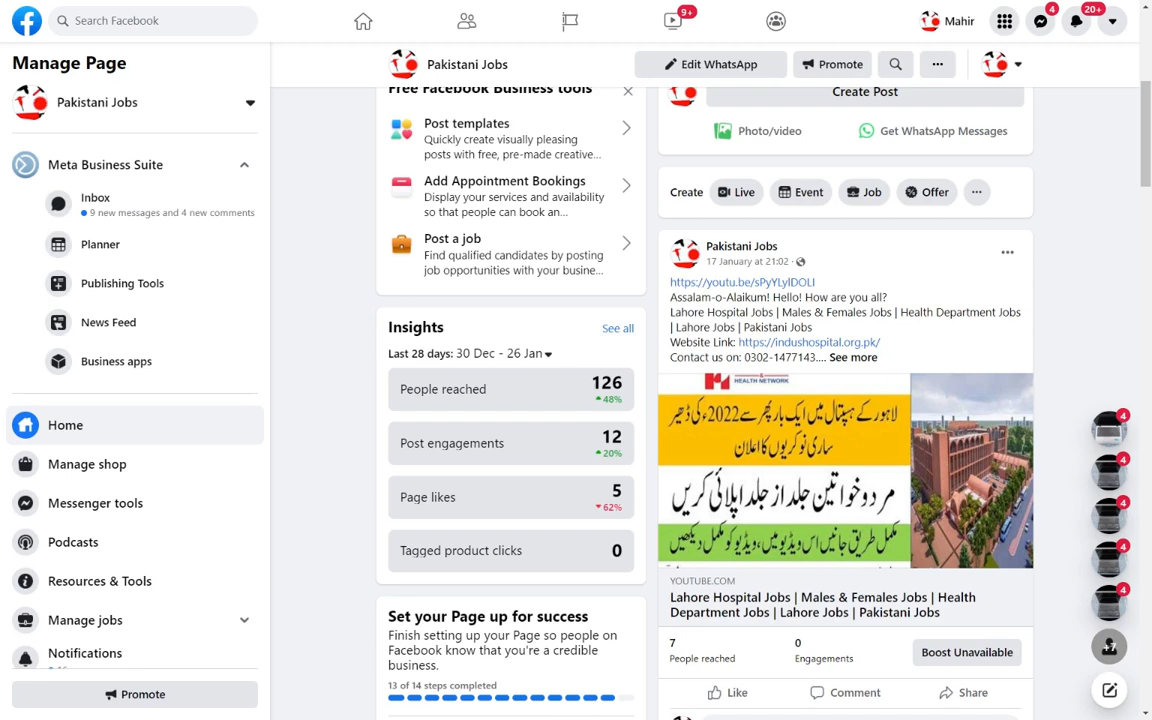 Search Facebook
9+
Mahir
4
20+
Manage Page
Pakistani Jobs
Meta Business Suite
Inbox
9 new messages and 4 new comments
Planner
Publishing Tools
News Feed
Business apps
Home
Manage shop
Messenger tools
Podcasts
Resources & Tools
Manage jobs
Notifications
Promote
Pakistani Jobs
Edit WhatsApp
Promote
Free Facebook Business tools
Post templates
Quickly create visually pleasing
posts with free, pre-made creative...
Add Appointment Bookings
Display your services and availability
so that people can book an...
Post a job
Find qualified candidates by posting
job opportunities with your busine...
Insights
See all
Last 28 days: 30 Dec - 26 Jan
People reached
126
48%
Post engagements
12
20%
Page likes
5
62%
Tagged product clicks
0
Set your Page up for success
Finish setting up your Page so people on
Facebook know that you're a credible
business.
13 of 14 steps completed
Create Post
Photo/video
Get WhatsApp Messages
Create
Live
Event
Job
Offer
Pakistani Jobs
17 January at 21:02
https://youtu.be/sPyYLyIDOLI
Assalam-o-Alaikum! Hello! How are you all?
Lahore Hospital Jobs | Males & Females Jobs | Health Department Jobs
| Lahore Jobs | Pakistani Jobs
Website Link: https://indushospital.org.pk/
Contact us on: 0302-1477143.... See more
HEALTH NETWORK
لاہور کے ہسپتال میں ایک بار پھر سے 2022ء کی ڈھیر
ساری نوکریوں کا اعلان
مرد و خواتین جلد از جلد اپلائی کریں
مکمل طریق جانیں اس ویڈیو میں، ویڈیو کو مکمل دیکھیں
YOUTUBE.COM
Lahore Hospital Jobs | Males & Females Jobs | Health
Department Jobs | Lahore Jobs | Pakistani Jobs
7
People reached
0
Engagements
Boost Unavailable
Like
Comment
Share
4
4
4
4
4
+7